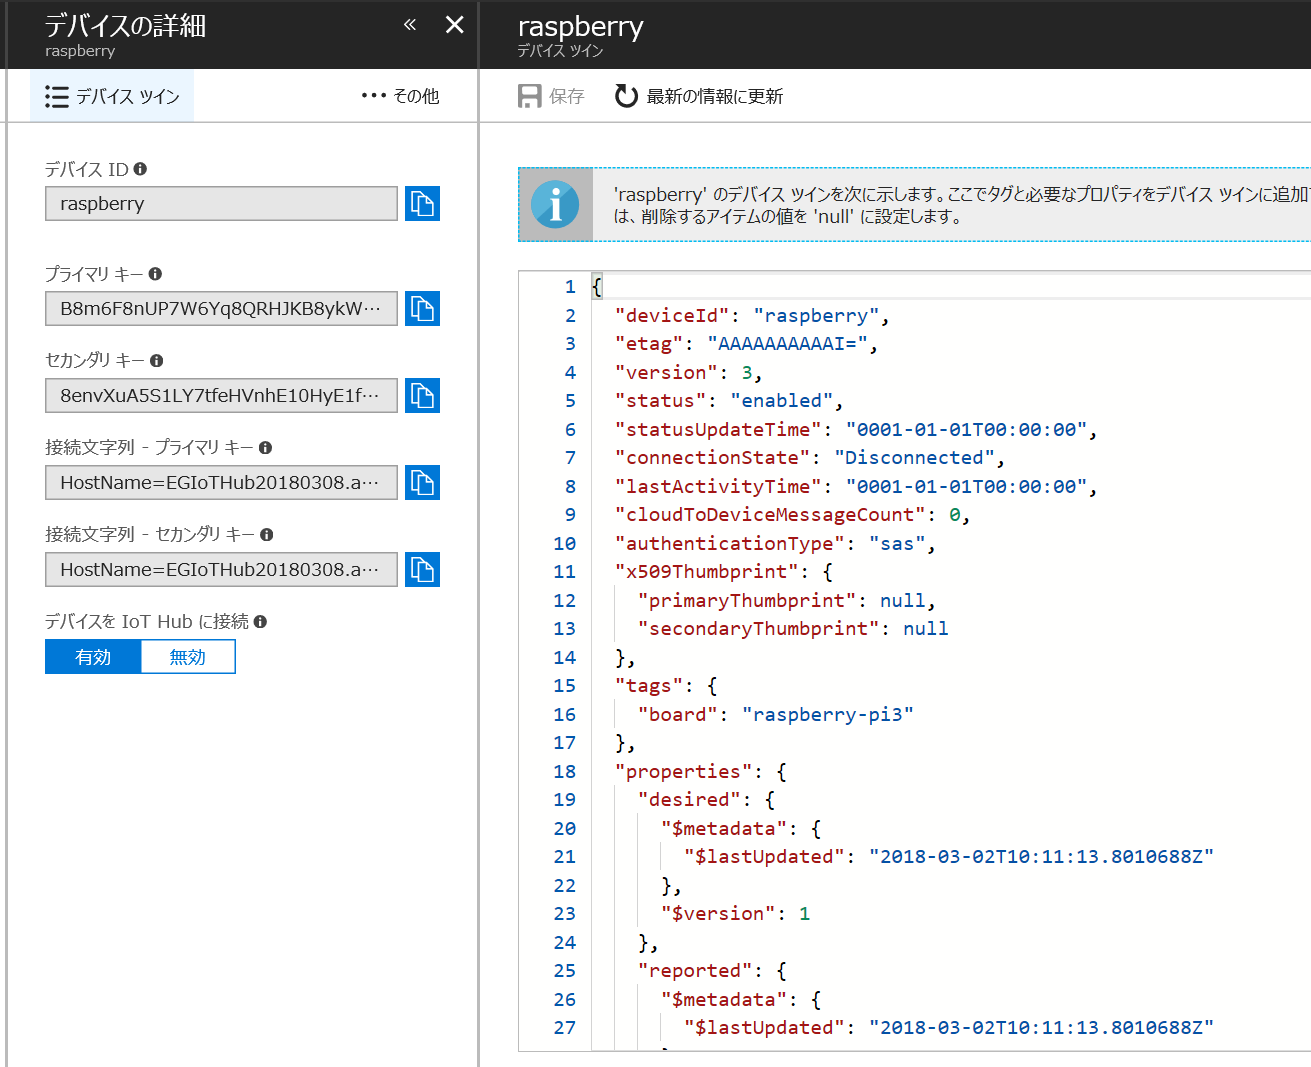 デバイスの詳細
raspberry
デバイス ツイン
その他
デバイス ID
raspberry
プライマリ キー
B8m6F8nUP7W6Yq8QRHJKB8ykW···
セカンダリ キー
8envXuA5S1LY7tfeHVnhE10HyE1f···
接続文字列 - プライマリ キー
HostName=EGIoTHub20180308.a···
接続文字列 - セカンダリ キー
HostName=EGIoTHub20180308.a···
デバイスを IoT Hub に接続
有効 無効
raspberry
デバイス ツイン
保存 最新の情報に更新
'raspberry' のデバイス ツインを次に示します。ここでタグと必要なプロパティをデバイス ツインに追加
は、削除するアイテムの値を 'null' に設定します。
1 {
2 "deviceId": "raspberry",
3 "etag": "AAAAAAAAAAI=",
4 "version": 3,
5 "status": "enabled",
6 "statusUpdateTime": "0001-01-01T00:00:00",
7 "connectionState": "Disconnected",
8 "lastActivityTime": "0001-01-01T00:00:00",
9 "cloudToDeviceMessageCount": 0,
10 "authenticationType": "sas",
11 "x509Thumbprint": {
12 "primaryThumbprint": null,
13 "secondaryThumbprint": null
14 },
15 "tags": {
16 "board": "raspberry-pi3"
17 },
18 "properties": {
19 "desired": {
20 "$metadata": {
21 "$lastUpdated": "2018-03-02T10:11:13.8010688Z"
22 },
23 "$version": 1
24 },
25 "reported": {
26 "$metadata": {
27 "$lastUpdated": "2018-03-02T10:11:13.8010688Z"